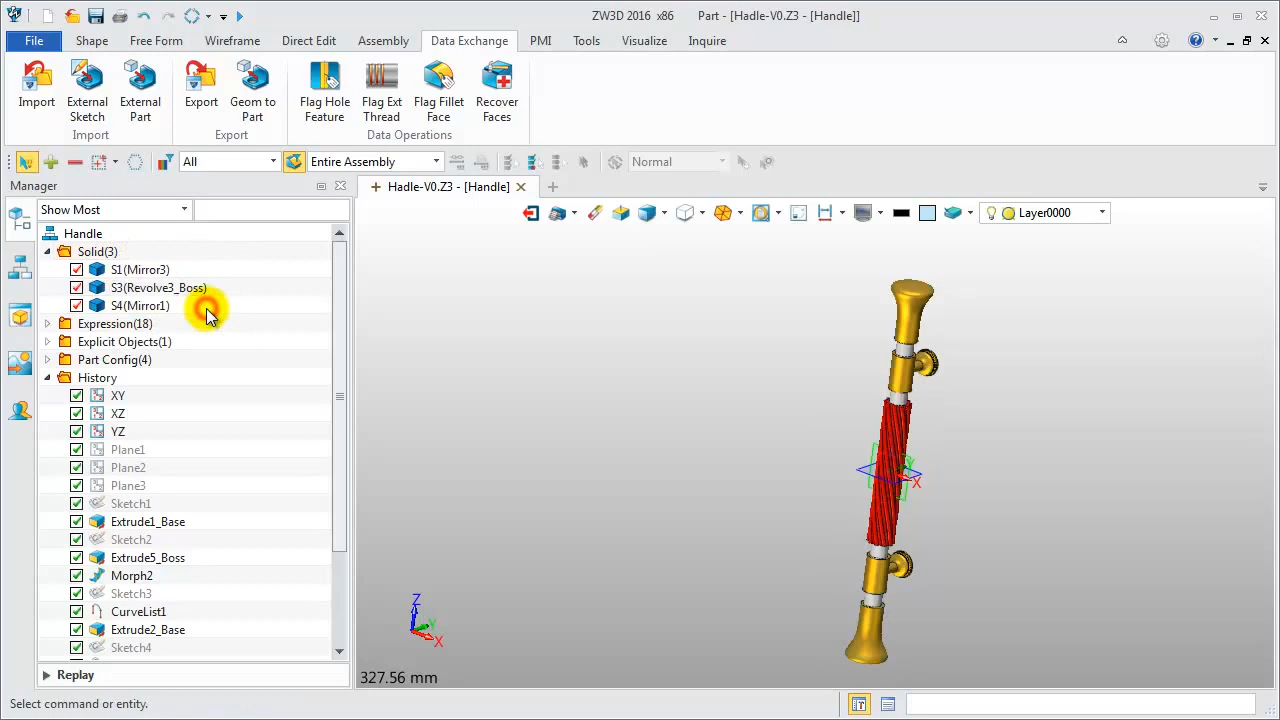 ZW3D 2016 x86 Part - [Hadle-V0.Z3 - [Handle]]
File Shape Free Form Wireframe Direct Edit Assembly Data Exchange PMI Tools Visualize Inquire
Import External Sketch External Part Export Geom to Part Flag Hole Feature Flag Ext Thread Flag Fillet Face Recover Faces
Import Export Data Operations
All Entire Assembly Normal
Manager Hadle-V0.Z3 - [Handle]
Show Most Layer0000
Handle
Solid(3)
S1(Mirror3)
S3(Revolve3_Boss)
S4(Mirror1)
Expression(18)
Explicit Objects(1)
Part Config(4)
History
XY
XZ
YZ
Plane1
Plane2
Plane3
Sketch1
Extrude1_Base
Sketch2
Extrude5_Boss
Morph2
Sketch3
CurveList1
Extrude2_Base
Sketch4
Y
X
Z
Y
X
327.56 mm
Replay
Select command or entity.